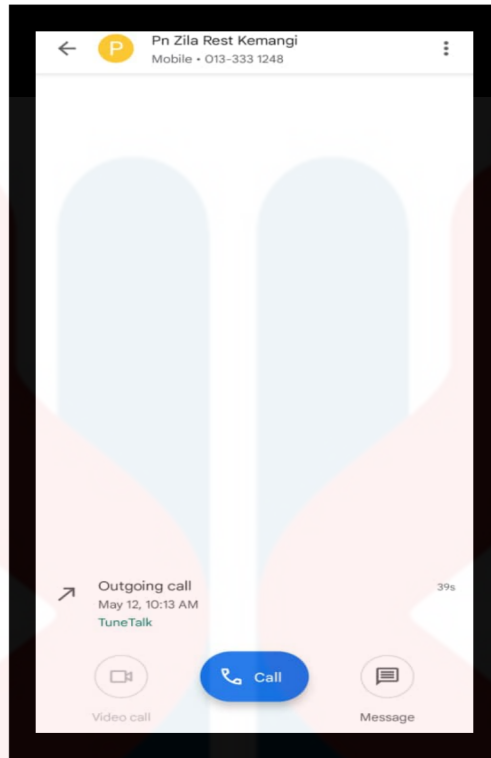 P
Pn Zila Rest Kemangi
Mobile • 013-333 1248
Outgoing call
39s
May 12, 10:13 AM
TuneTalk
Call
Video call
Message